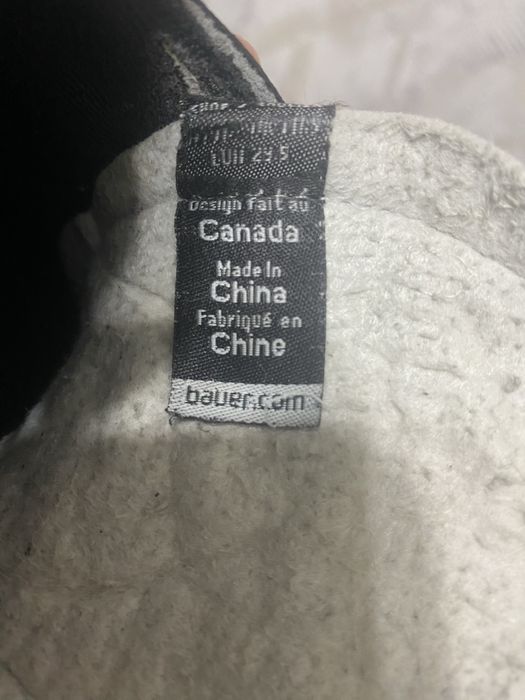 Design fait au
Canada
Made In
China
Fabriqué en
Chine
bauer.com